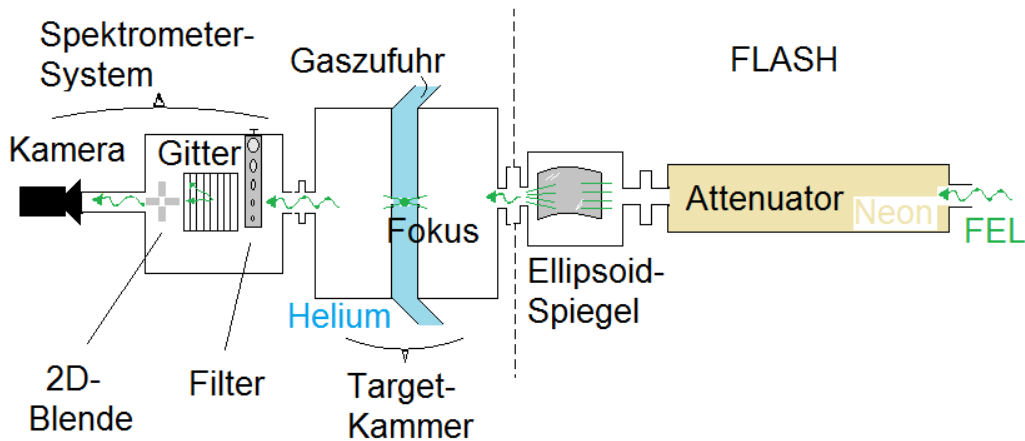 Spektrometer-
System
Gaszufuhr
FLASH
Kamera
Gitter
Attenuator
Neon
FEL
Fokus
Ellipsoid-
Spiegel
Helium
2D-
Blende
Filter
Target-
Kammer